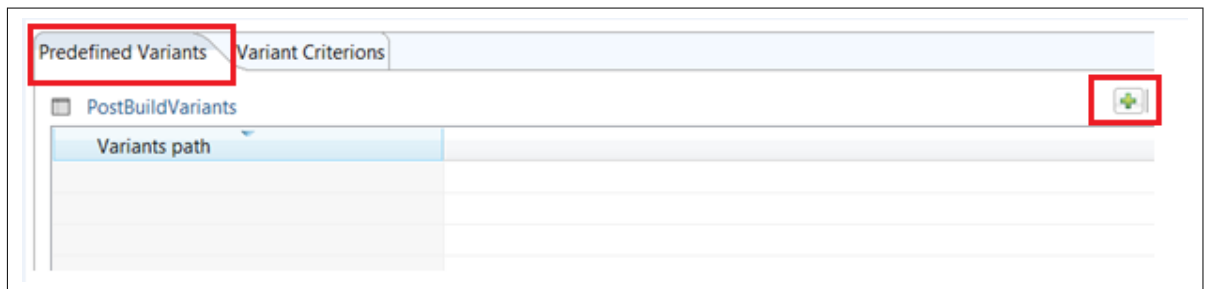 Predefined Variants Variant Criterions
PostBuildVariants
Variants path